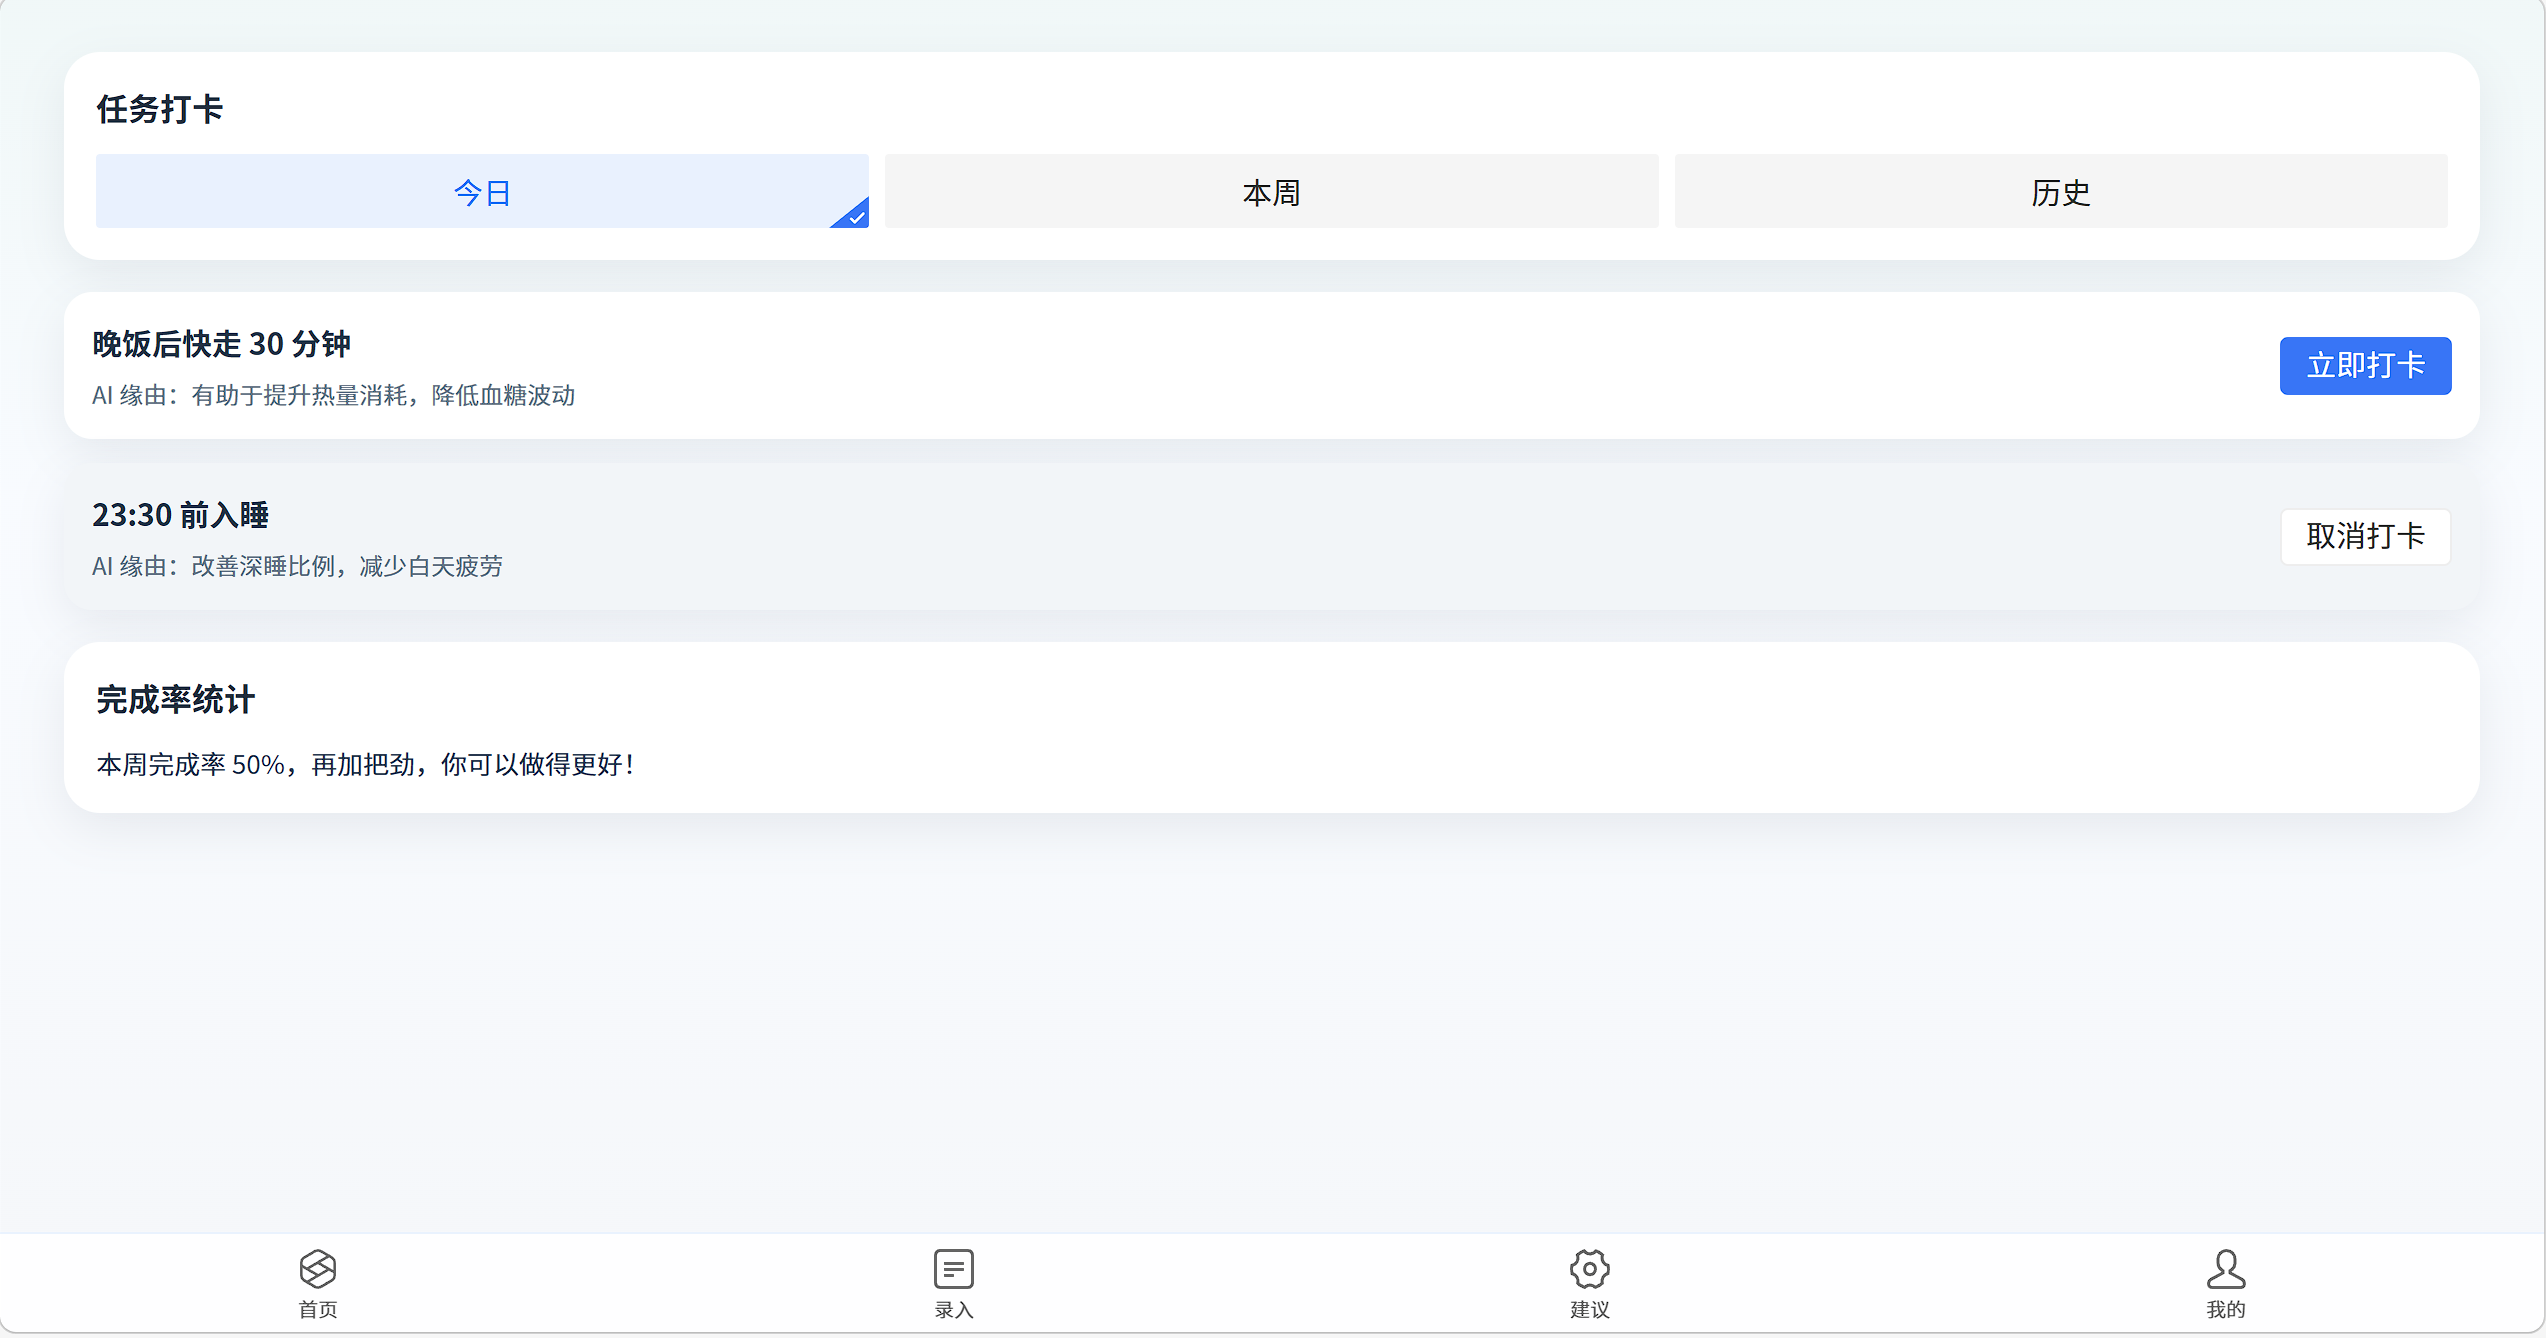 任务打卡
今日
本周
历史
晚饭后快走 30 分钟
AI 缘由：有助于提升热量消耗，降低血糖波动
立即打卡
23:30 前入睡
AI 缘由：改善深睡比例，减少白天疲劳
取消打卡
完成率统计
本周完成率 50%，再加把劲，你可以做得更好！
首页
录入
建议
我的